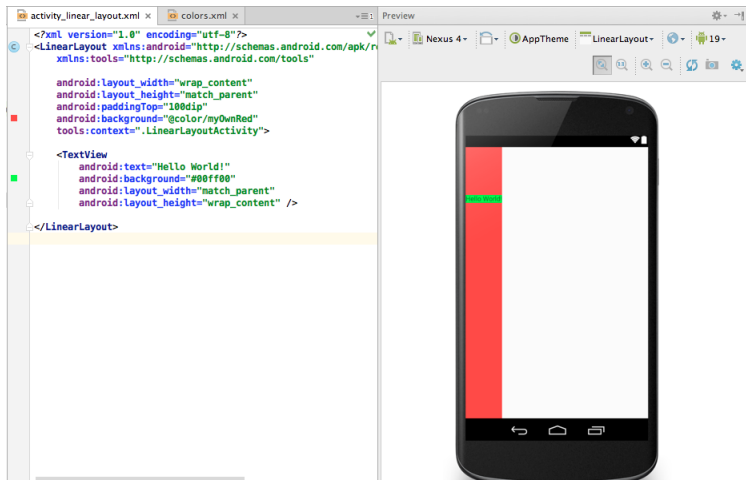 activity_linear_layout.xml × colors.xml ×
<?xml version="1.0" encoding="utf-8"?>
<LinearLayout xmlns:android="http://schemas.android.com/apk/r
xmlns:tools="http://schemas.android.com/tools"
android:layout_width="wrap_content"
android:layout_height="match_parent"
android:paddingTop="100dip"
android:background="@color/myOwnRed"
tools:context=".LinearLayoutActivity">
<TextView
android:text="Hello World!"
android:background="#00ff00"
android:layout_width="match_parent"
android:layout_height="wrap_content" />
</LinearLayout>
Preview
Nexus 4 AppTheme LinearLayout 19
Hello World!